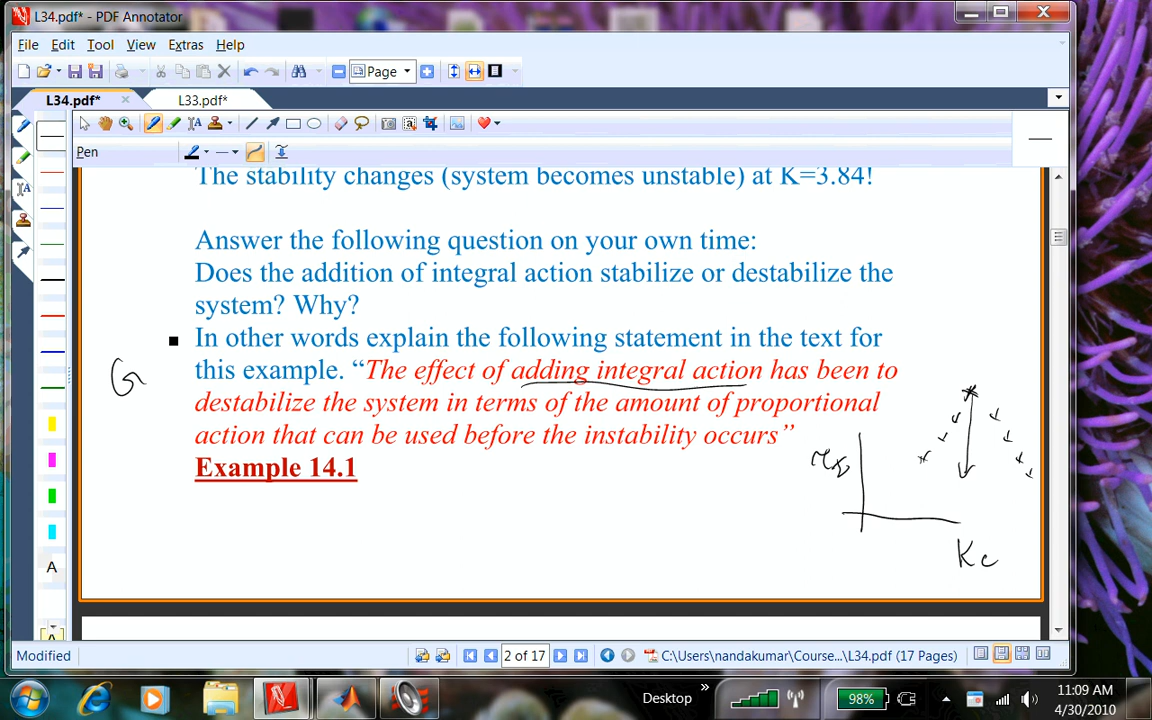 L34.pdf* - PDF Annotator
File Edit Tool View Extras Help
Page
L34.pdf* L33.pdf*
Pen
The stability changes (system becomes unstable) at K=3.84!
Answer the following question on your own time:
Does the addition of integral action stabilize or destabilize the
system? Why?
In other words explain the following statement in the text for
this example. “The effect of adding integral action has been to
destabilize the system in terms of the amount of proportional
action that can be used before the instability occurs”
Example 14.1
G
Kc
A
A
Modified
2 of 17
C:\Users\nandakumar\Course...\L34.pdf (17 Pages)
Desktop
98%
11:09 AM
4/30/2010